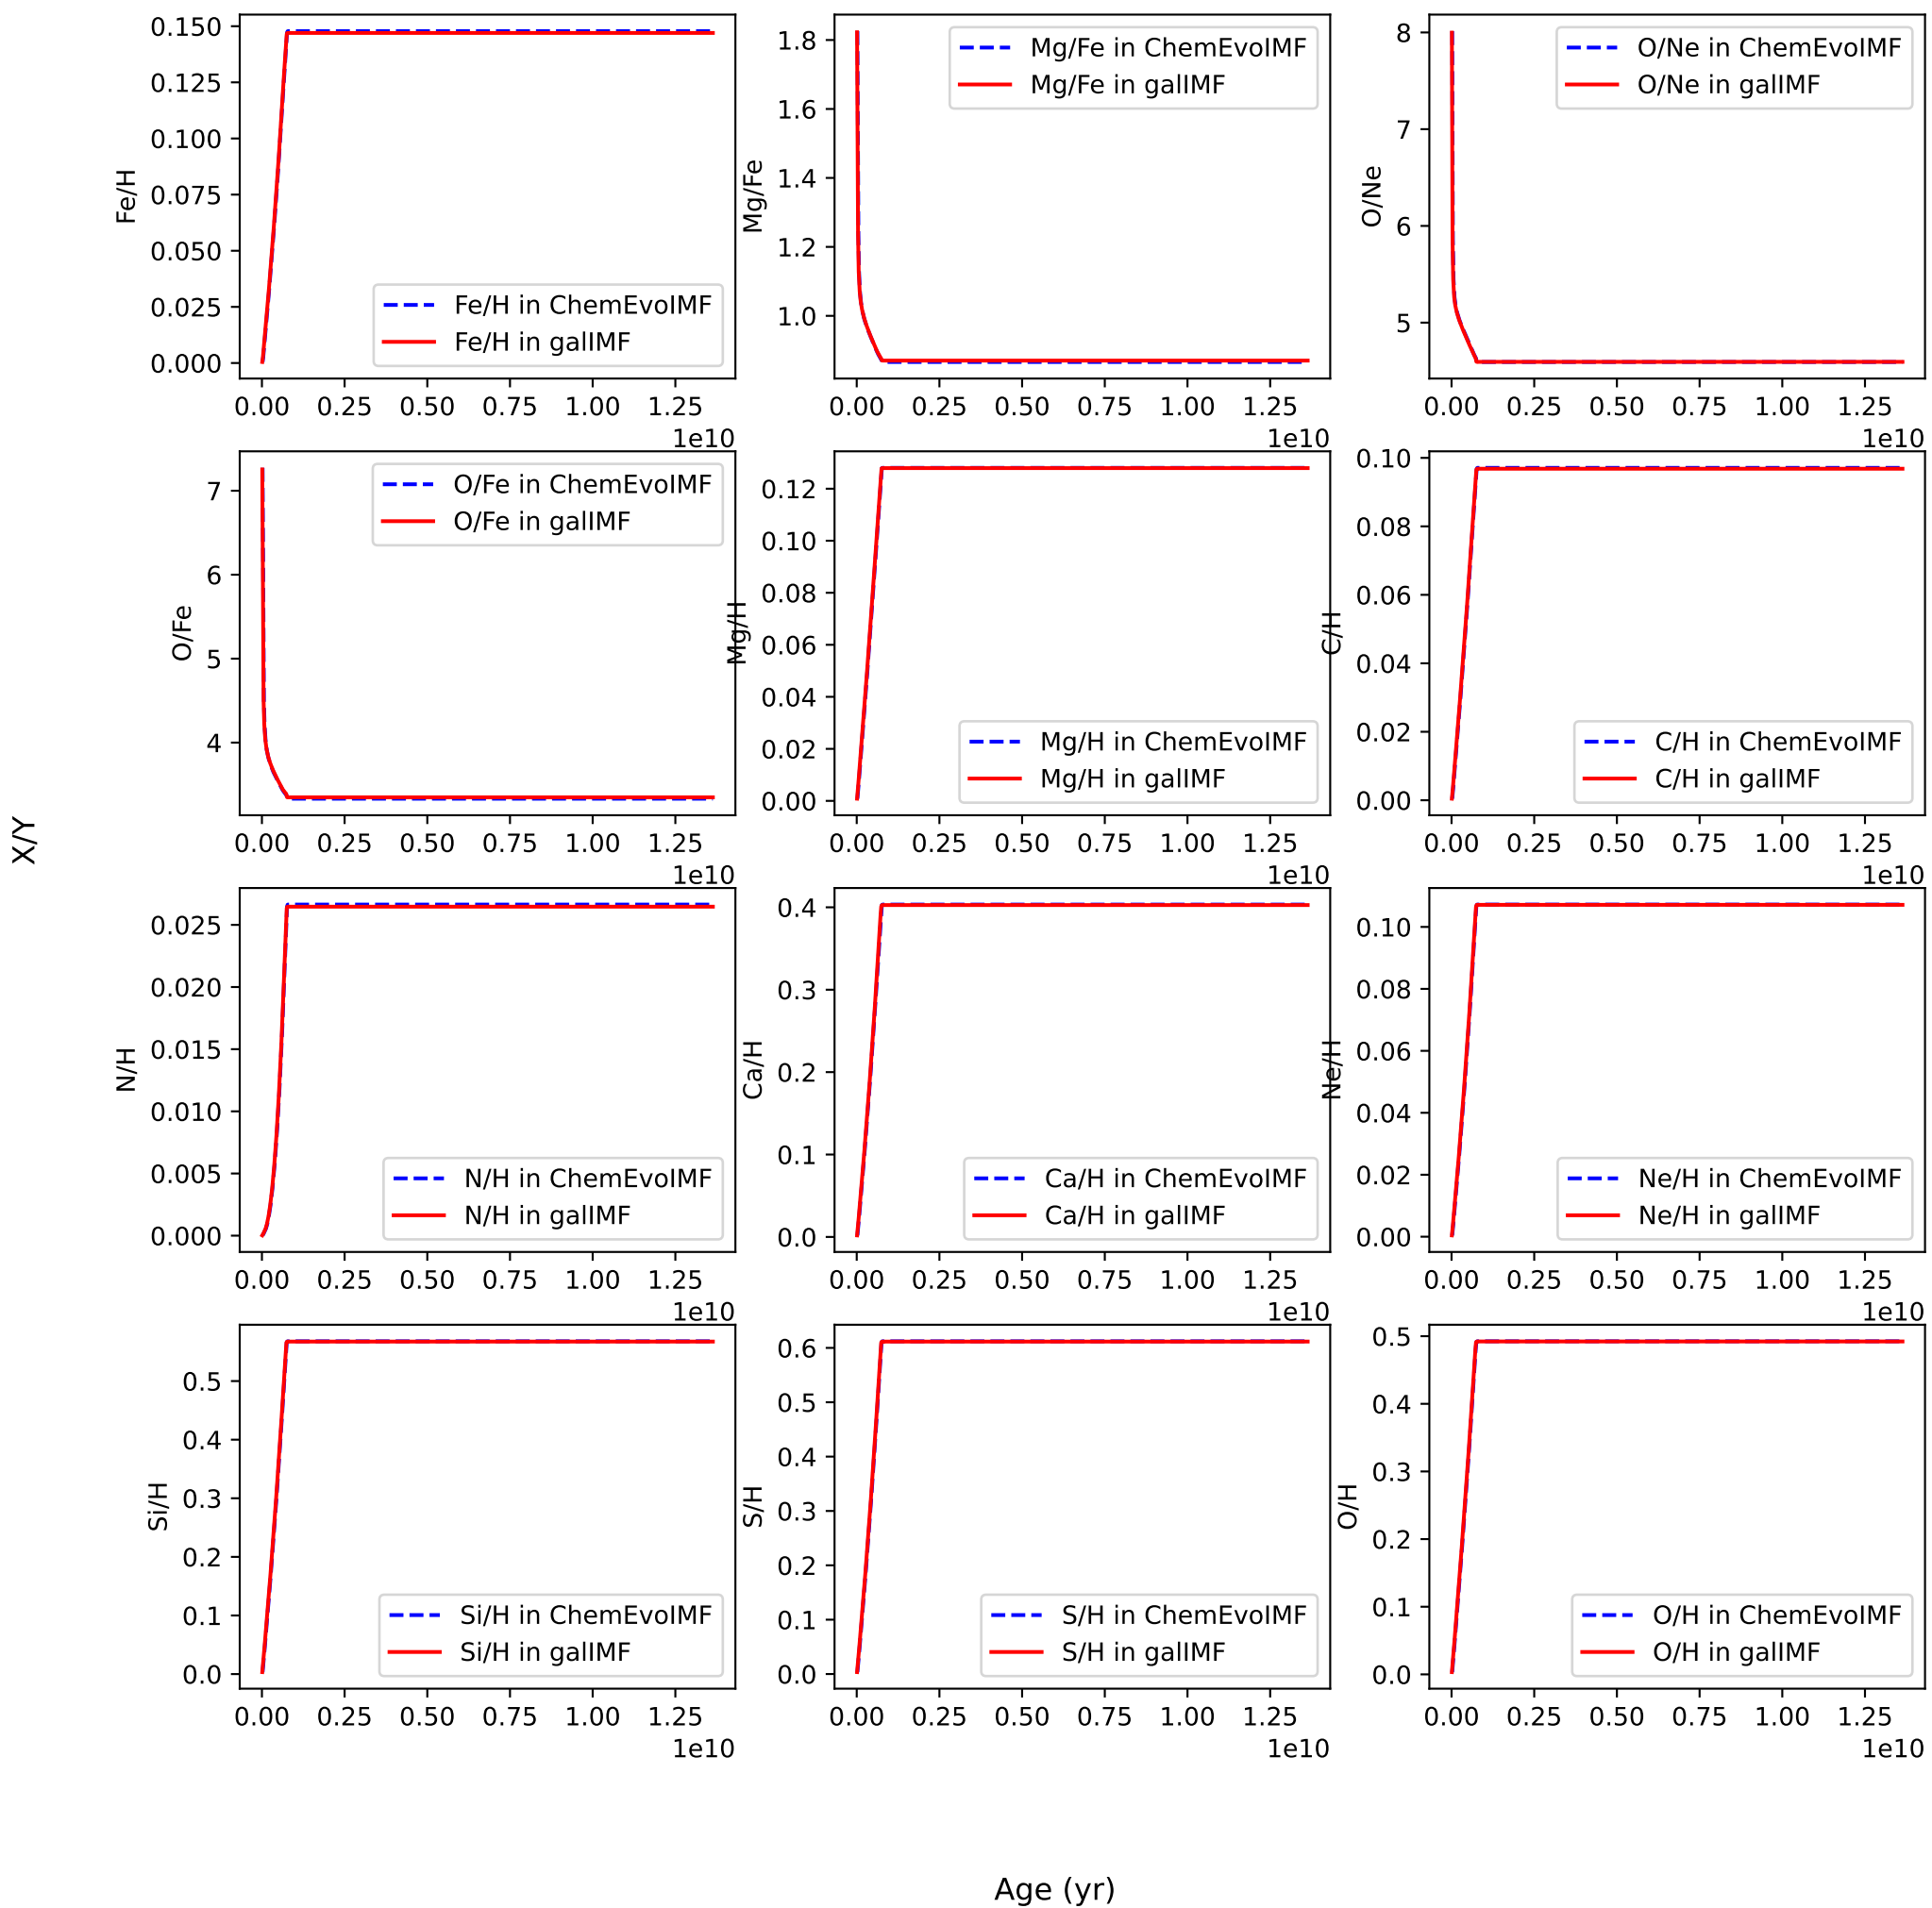 0.150
0.125
0.100
0.075
0.050
0.025
0.000
Fe/H
Fe/H in ChemEvoIMF
Fe/H in galIMF
0.00 0.25 0.50 0.75 1.00 1.25
1e10
1.8
1.6
1.4
1.2
1.0
Mg/Fe
Mg/Fe in ChemEvoIMF
Mg/Fe in galIMF
0.00 0.25 0.50 0.75 1.00 1.25
1e10
8
7
6
5
O/Ne
O/Ne in ChemEvoIMF
O/Ne in galIMF
0.00 0.25 0.50 0.75 1.00 1.25
1e10
7
6
5
4
O/Fe
O/Fe in ChemEvoIMF
O/Fe in galIMF
0.00 0.25 0.50 0.75 1.00 1.25
1e10
0.12
0.10
0.08
0.06
0.04
0.02
0.00
Mg/H
Mg/H in ChemEvoIMF
Mg/H in galIMF
0.00 0.25 0.50 0.75 1.00 1.25
1e10
0.10
0.08
0.06
0.04
0.02
0.00
C/H
C/H in ChemEvoIMF
C/H in galIMF
0.00 0.25 0.50 0.75 1.00 1.25
1e10
X/Y
0.025
0.020
0.015
0.010
0.005
0.000
N/H
N/H in ChemEvoIMF
N/H in galIMF
0.00 0.25 0.50 0.75 1.00 1.25
1e10
0.4
0.3
0.2
0.1
0.0
Ca/H
Ca/H in ChemEvoIMF
Ca/H in galIMF
0.00 0.25 0.50 0.75 1.00 1.25
1e10
0.10
0.08
0.06
0.04
0.02
0.00
Ne/H
Ne/H in ChemEvoIMF
Ne/H in galIMF
0.00 0.25 0.50 0.75 1.00 1.25
1e10
0.5
0.4
0.3
0.2
0.1
0.0
Si/H
Si/H in ChemEvoIMF
Si/H in galIMF
0.00 0.25 0.50 0.75 1.00 1.25
1e10
0.6
0.5
0.4
0.3
0.2
0.1
0.0
S/H
S/H in ChemEvoIMF
S/H in galIMF
0.00 0.25 0.50 0.75 1.00 1.25
1e10
0.5
0.4
0.3
0.2
0.1
0.0
O/H
O/H in ChemEvoIMF
O/H in galIMF
0.00 0.25 0.50 0.75 1.00 1.25
1e10
Age (yr)